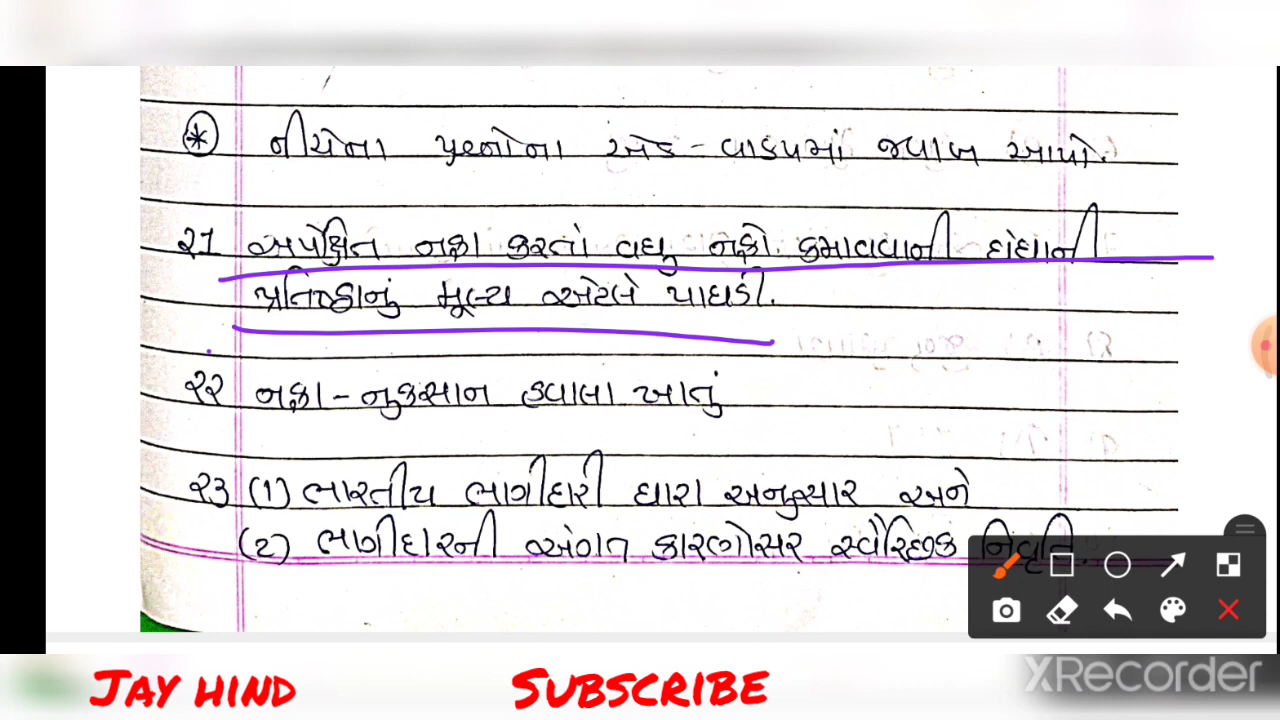 * નીચેના પ્રશ્નોના એક - વાક્યમાં જવાબ આપો.
૨૧ અપેક્ષિત નફા કરતાં વધુ નફો કમાવવાની ધંધાની
પ્રતિષ્ઠાનું મૂલ્ય એટલે પાઘડી.
૨૨ નફા - નુકસાન હવાલા ખાતું
૨૩ (1) ભારતીય ભાગીદારી ધારા અનુસાર અને
(૨) ભાગીદારની અંગત કારણોસર સ્વૈચ્છિક નિવૃત્તિ.
JAY HIND
SUBSCRIBE
XRecorder